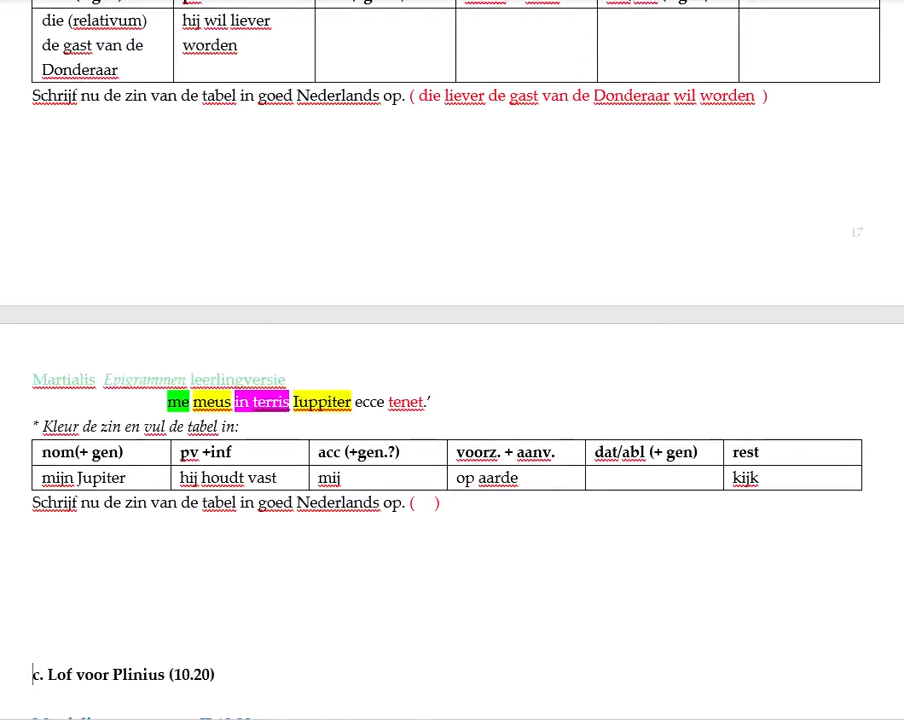 die (relativum) hij wil liever
de gast van de worden
Donderaar
Schrijf nu de zin van de tabel in goed Nederlands op. ( die liever de gast van de Donderaar wil worden )
17
Martialis Epigrammen leerlingversie
me meus in terris Iuppiter ecce tenet.’
* Kleur de zin en vul de tabel in:
nom(+ gen) pv +inf acc (+gen.?) voorz. + aanv. dat/abl (+ gen) rest
mijn Jupiter hij houdt vast mij op aarde kijk
Schrijf nu de zin van de tabel in goed Nederlands op. ( )
c. Lof voor Plinius (10.20)